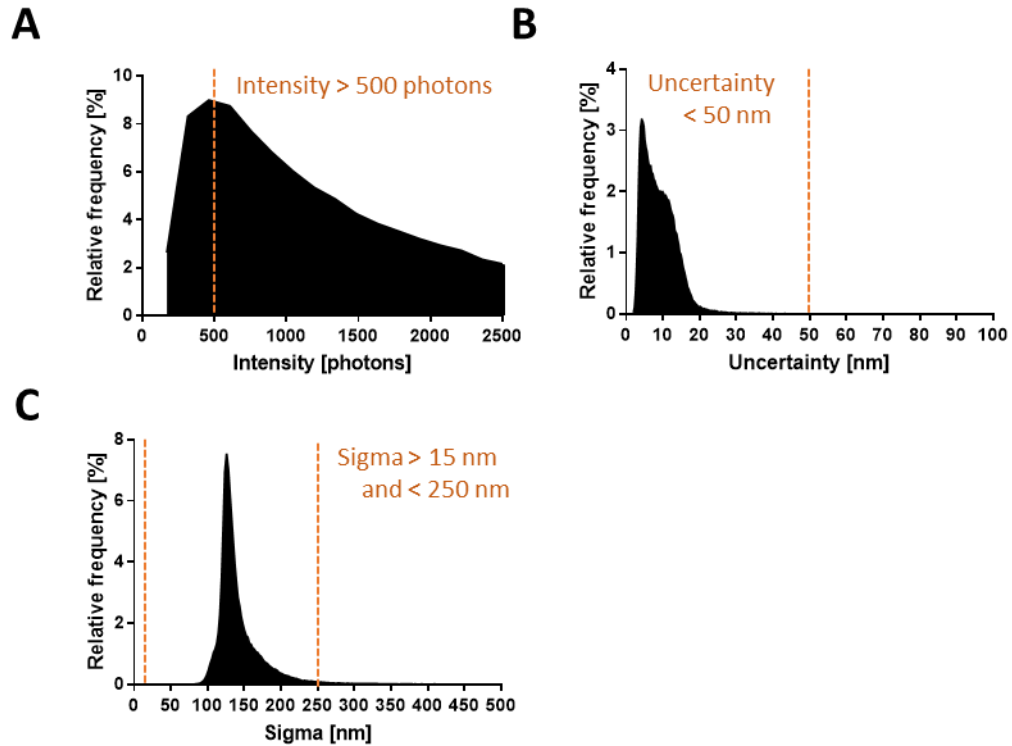 A
Relative frequency [%]
10
8
6
4
2
0
Intensity > 500 photons
0 500 1000 1500 2000 2500
Intensity [photons]
B
Relative frequency [%]
4
3
2
1
0
Uncertainty
< 50 nm
0 10 20 30 40 50 60 70 80 90 100
Uncertainty [nm]
C
Relative frequency [%]
8
6
4
2
0
Sigma > 15 nm
and < 250 nm
0 50 100 150 200 250 300 350 400 450 500
Sigma [nm]